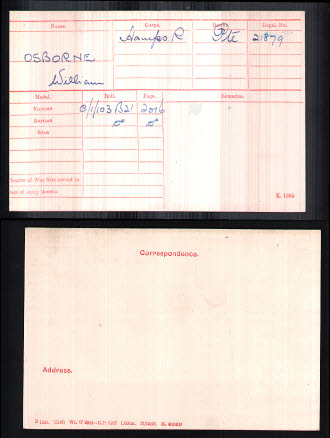 Name. Corps. Rank. Regtl. No.
OSBORNE Hamps. R Pte 21879
William
Medal. Roll. Page. Remarks.
Victory O/1/103 B21 2016
British do do
Star
Theatre of War first served in
Date of entry therein
K. 1380
Correspondence.
Address.